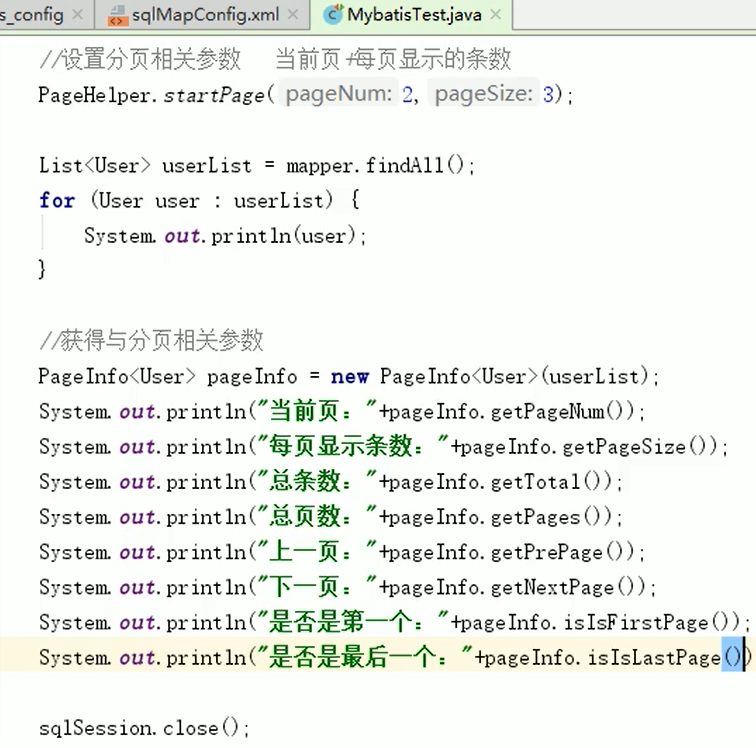 s_config sqlMapConfig.xml MybatisTest.java
//设置分页相关参数   当前页+每页显示的条数
PageHelper.startPage( pageNum: 2, pageSize: 3);
List<User> userList = mapper.findAll();
for (User user : userList) {
System.out.println(user);
}
//获得与分页相关参数
PageInfo<User> pageInfo = new PageInfo<User>(userList);
System.out.println("当前页："+pageInfo.getPageNum());
System.out.println("每页显示条数："+pageInfo.getPageSize());
System.out.println("总条数："+pageInfo.getTotal());
System.out.println("总页数："+pageInfo.getPages());
System.out.println("上一页："+pageInfo.getPrePage());
System.out.println("下一页："+pageInfo.getNextPage());
System.out.println("是否是第一个："+pageInfo.isIsFirstPage());
System.out.println("是否是最后一个："+pageInfo.isIsLastPage())
sqlSession.close();